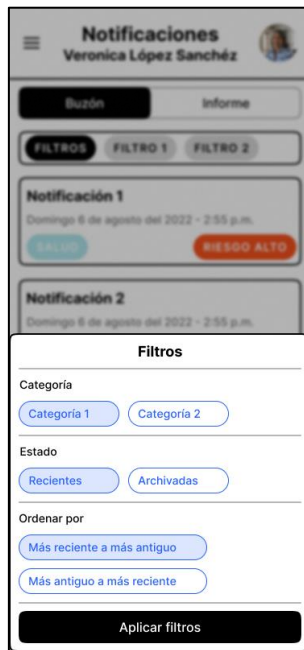 Notificaciones
Veronica López Sanchéz
Buzón Informe
FILTROS FILTRO 1 FILTRO 2
Notificación 1
Domingo 6 de agosto del 2022 - 2:55 p.m.
SALUD RIESGO ALTO
Notificación 2
Domingo 6 de agosto del 2022 - 2:55 p.m.
Filtros
Categoría
Categoría 1 Categoría 2
Estado
Recientes Archivadas
Ordenar por
Más reciente a más antiguo
Más antiguo a más reciente
Aplicar filtros